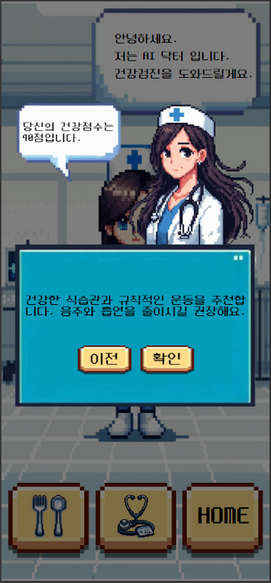 안녕하세요.
저는 AI 닥터 입니다.
건강검진을 도와드릴게요.
당신의 건강점수는
90점입니다.
건강한 식습관과 규칙적인 운동을 추천합
니다. 음주와 흡연을 줄이시길 권장해요.
이전
확인
HOME